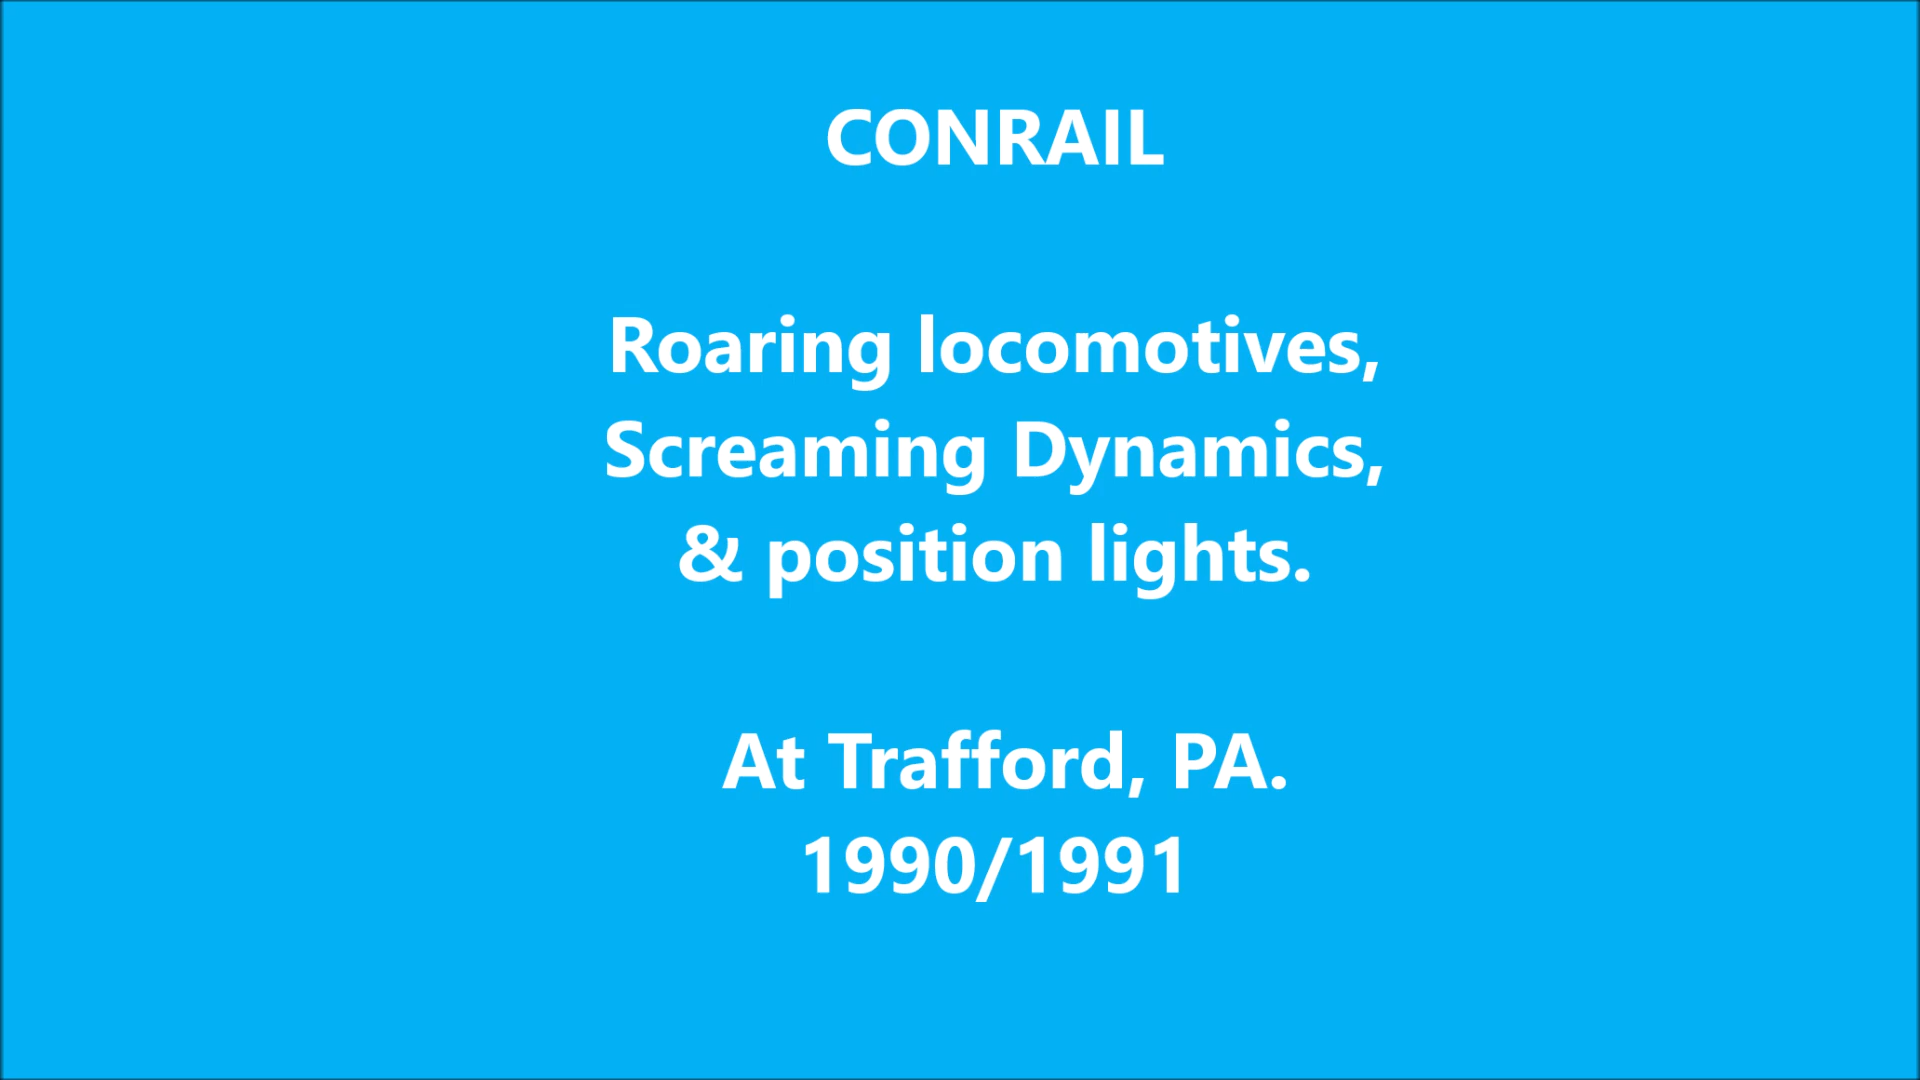 CONRAIL
Roaring locomotives,
Screaming Dynamics,
& position lights.
At Trafford, PA.
1990/1991